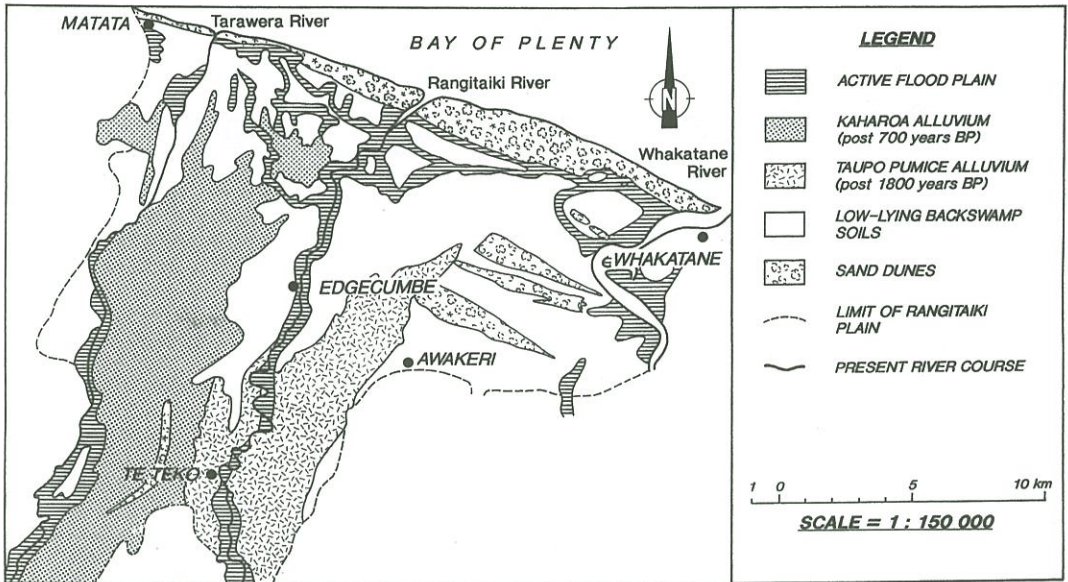 MATATA
Tarawera River
BAY OF PLENTY
Rangitaiki River
N
Whakatane
River
WHAKATANE
EDGECUMBE
AWAKERI
TE TEKO
LEGEND
ACTIVE FLOOD PLAIN
KAHAROA ALLUVIUM
(post 700 years BP)
TAUPO PUMICE ALLUVIUM
(post 1800 years BP)
LOW-LYING BACKSWAMP
SOILS
SAND DUNES
LIMIT OF RANGITAIKI
PLAIN
PRESENT RIVER COURSE
1 0 5 10 km
SCALE = 1 : 150 000